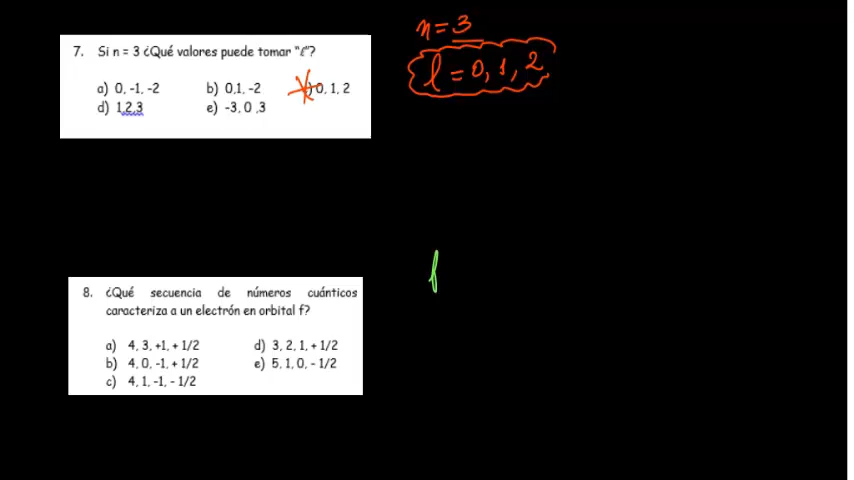 7. Si n = 3 ¿Qué valores puede tomar "ℓ"?
a) 0, -1, -2 b) 0,1, -2 ) 0, 1, 2
d) 1,2,3 e) -3, 0 ,3
n = 3
l = 0, 1, 2
8. ¿Qué secuencia de números cuánticos
caracteriza a un electrón en orbital f?
a) 4, 3, +1, + 1/2 d) 3, 2, 1, + 1/2
b) 4, 0, -1, + 1/2 e) 5, 1, 0, - 1/2
c) 4, 1, -1, - 1/2